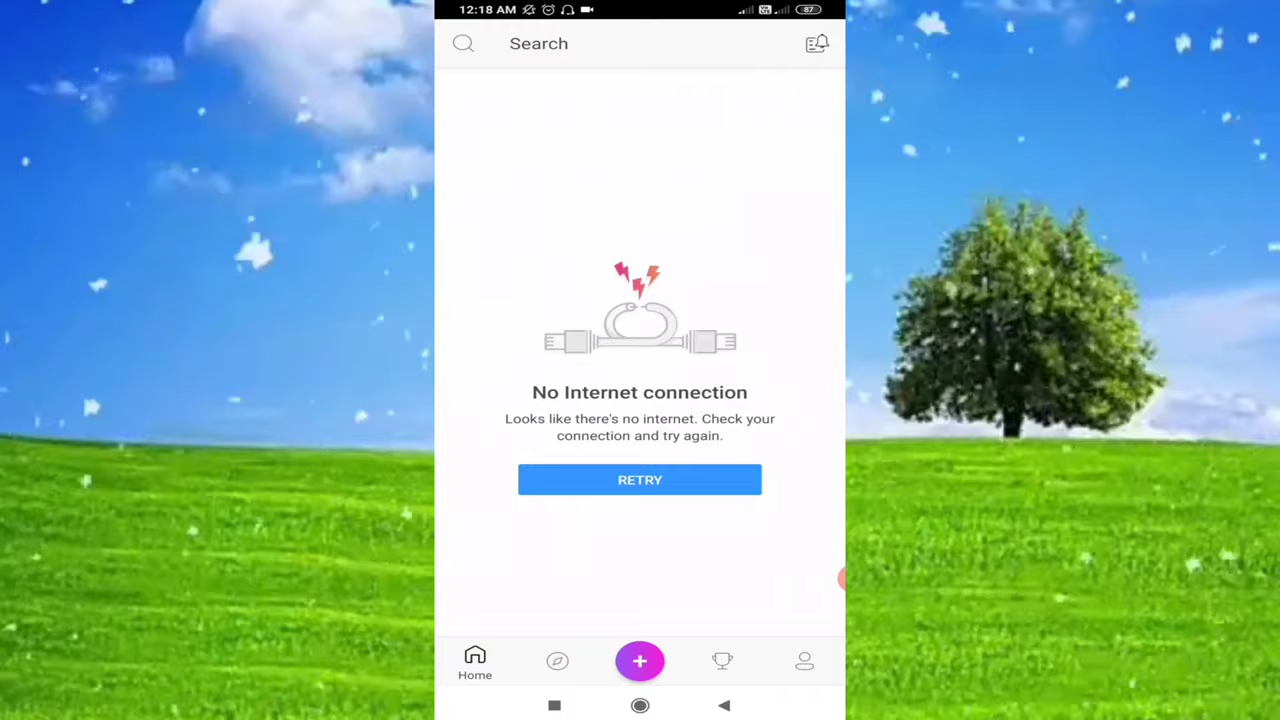 12:18 AM 87
Search
No Internet connection
Looks like there's no internet. Check your
connection and try again.
RETRY
Home